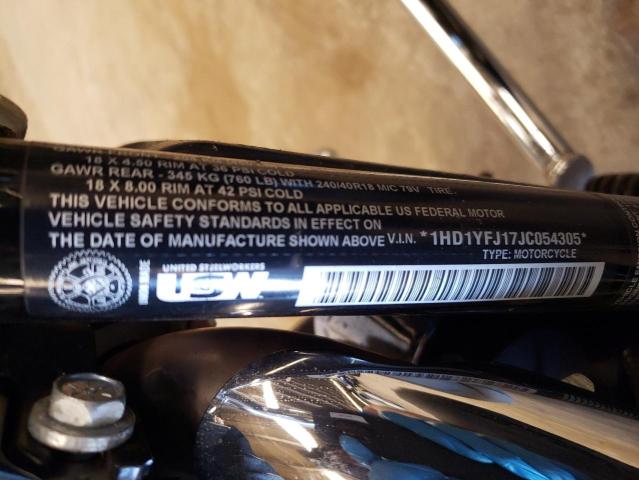 18 X 4.50 RIM AT 36 PSI COLD
GAWR REAR - 345 KG (760 LB) WITH 240/40R18 M/C 79V TIRE.
18 X 8.00 RIM AT 42 PSI COLD
THIS VEHICLE CONFORMS TO ALL APPLICABLE US FEDERAL MOTOR
VEHICLE SAFETY STANDARDS IN EFFECT ON
THE DATE OF MANUFACTURE SHOWN ABOVE V.I.N. *1HD1YFJ17JC054305*
TYPE: MOTORCYCLE
UNITED STEELWORKERS
USW